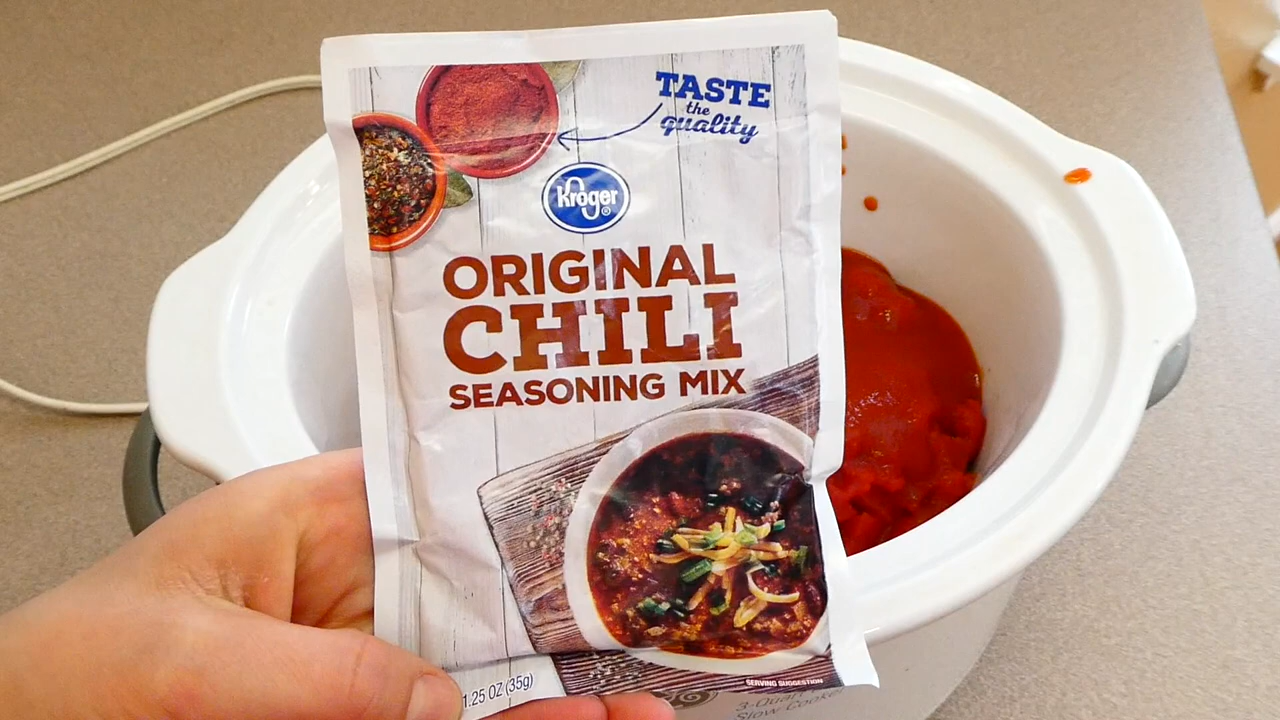 TASTE
the
quality
Kroger®
ORIGINAL
CHILI
SEASONING MIX
1.25 OZ (35g)
SERVING SUGGESTION
3-Quart
Slow Cooker